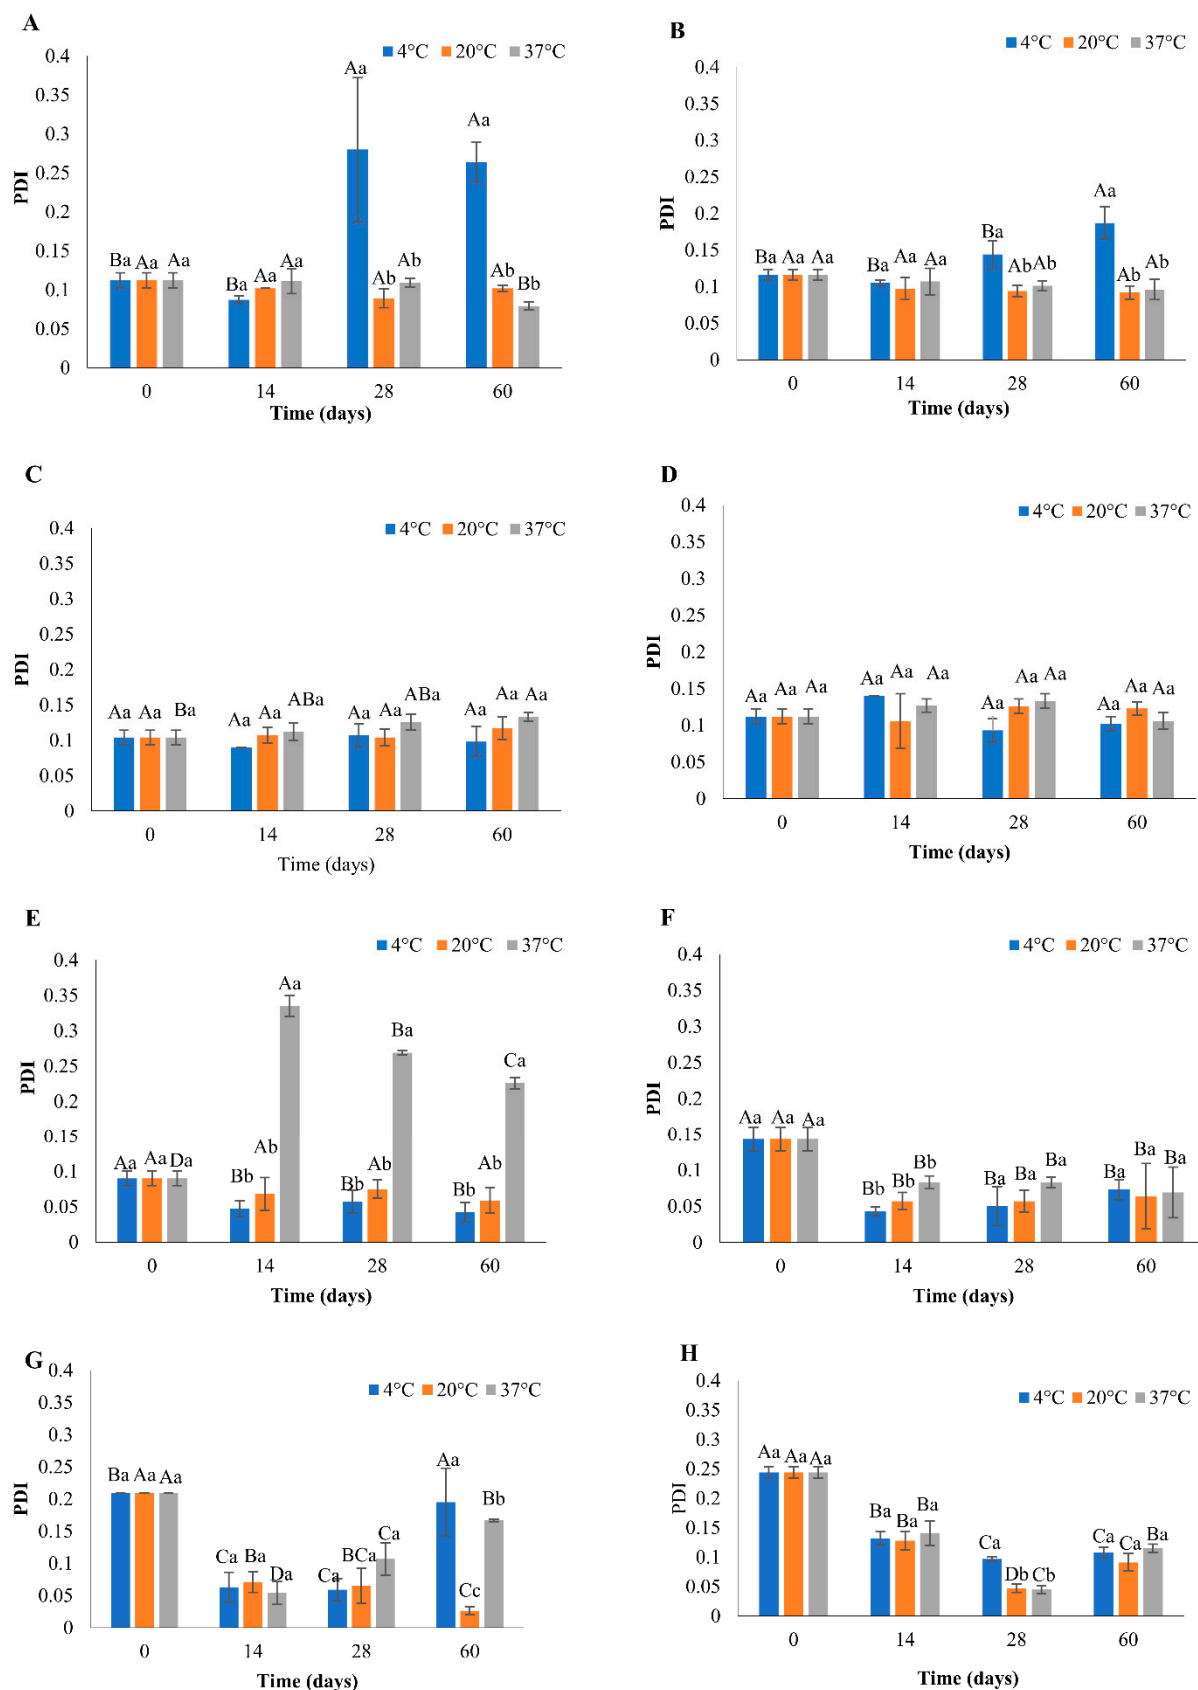 A
4°C 20°C 37°C
0.4
0.35
0.3
0.25
0.2
0.15
0.1
0.05
0
PDI
Ba Aa Aa
Ba Aa Aa
Aa Ab Ab
Aa Ab Bb
0 14 28 60
Time (days)
B
4°C 20°C 37°C
0.4
0.35
0.3
0.25
0.2
0.15
0.1
0.05
0
PDI
Ba Aa Aa
Ba Aa Aa
Ba Ab Ab
Aa Ab Ab
0 14 28 60
Time (days)
C
4°C 20°C 37°C
0.4
0.35
0.3
0.25
0.2
0.15
0.1
0.05
0
PDI
Aa Aa Ba
Aa Aa ABa
Aa Aa ABa
Aa Aa Aa
0 14 28 60
Time (days)
D
4°C 20°C 37°C
0.4
0.35
0.3
0.25
0.2
0.15
0.1
0.05
0
PDI
Aa Aa Aa
Aa Aa Aa
Aa Aa Aa
Aa Aa Aa
0 14 28 60
Time (days)
E
4°C 20°C 37°C
0.4
0.35
0.3
0.25
0.2
0.15
0.1
0.05
0
PDI
Aa Aa Da
Bb Ab Aa
Bb Ab Ba
Bb Ab Ca
0 14 28 60
Time (days)
F
4°C 20°C 37°C
0.4
0.35
0.3
0.25
0.2
0.15
0.1
0.05
0
PDI
Aa Aa Aa
Bb Bb Bb
Ba Ba Ba
Ba Ba Ba
0 14 28 60
Time (days)
G
4°C 20°C 37°C
0.4
0.35
0.3
0.25
0.2
0.15
0.1
0.05
0
PDI
Ba Aa Aa
Ca Ba Da
Ca BCa Ca
Aa Cc Bb
0 14 28 60
Time (days)
H
4°C 20°C 37°C
0.4
0.35
0.3
0.25
0.2
0.15
0.1
0.05
0
PDI
Aa Aa Aa
Ba Ba Ba
Ca Db Cb
Ca Ca Ba
0 14 28 60
Time (days)